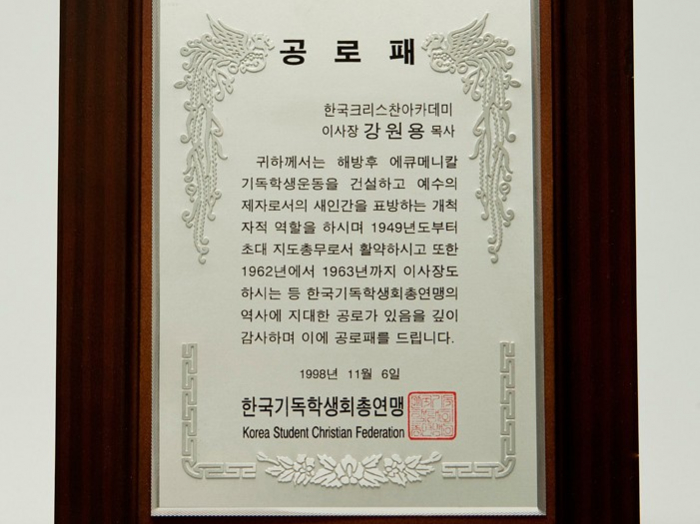 공로패
한국크리스찬아카데미
이사장 강원용 목사
귀하께서는 해방후 에큐메니칼
기독학생운동을 건설하고 예수의
제자로서의 새인간을 표방하는 개척
자적 역할을 하시며 1949년도부터
초대 지도총무로서 활약하시고 또한
1962년에서 1963년까지 이사장도
하시는 등 한국기독학생회총연맹의
역사에 지대한 공로가 있음을 깊이
감사하며 이에 공로패를 드립니다.
1998년 11월 6일
한국기독학생회총연맹
Korea Student Christian Federation